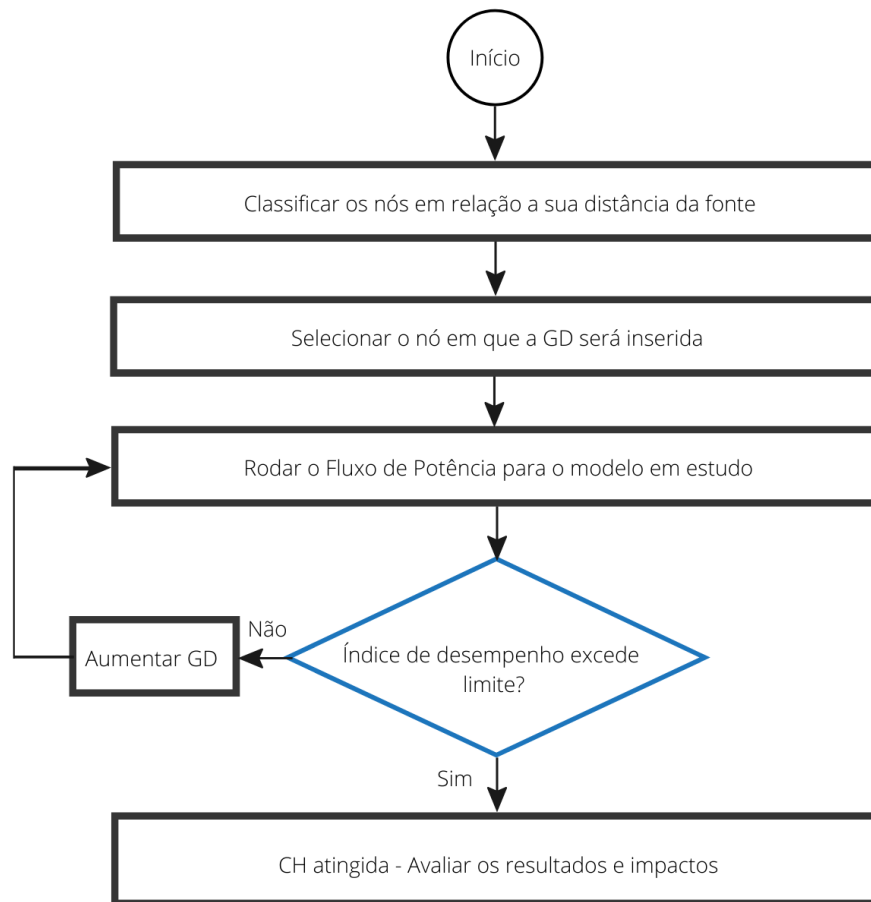 Início
Classificar os nós em relação a sua distância da fonte
Selecionar o nó em que a GD será inserida
Rodar o Fluxo de Potência para o modelo em estudo
Não
Aumentar GD
Índice de desempenho excede
limite?
Sim
CH atingida - Avaliar os resultados e impactos